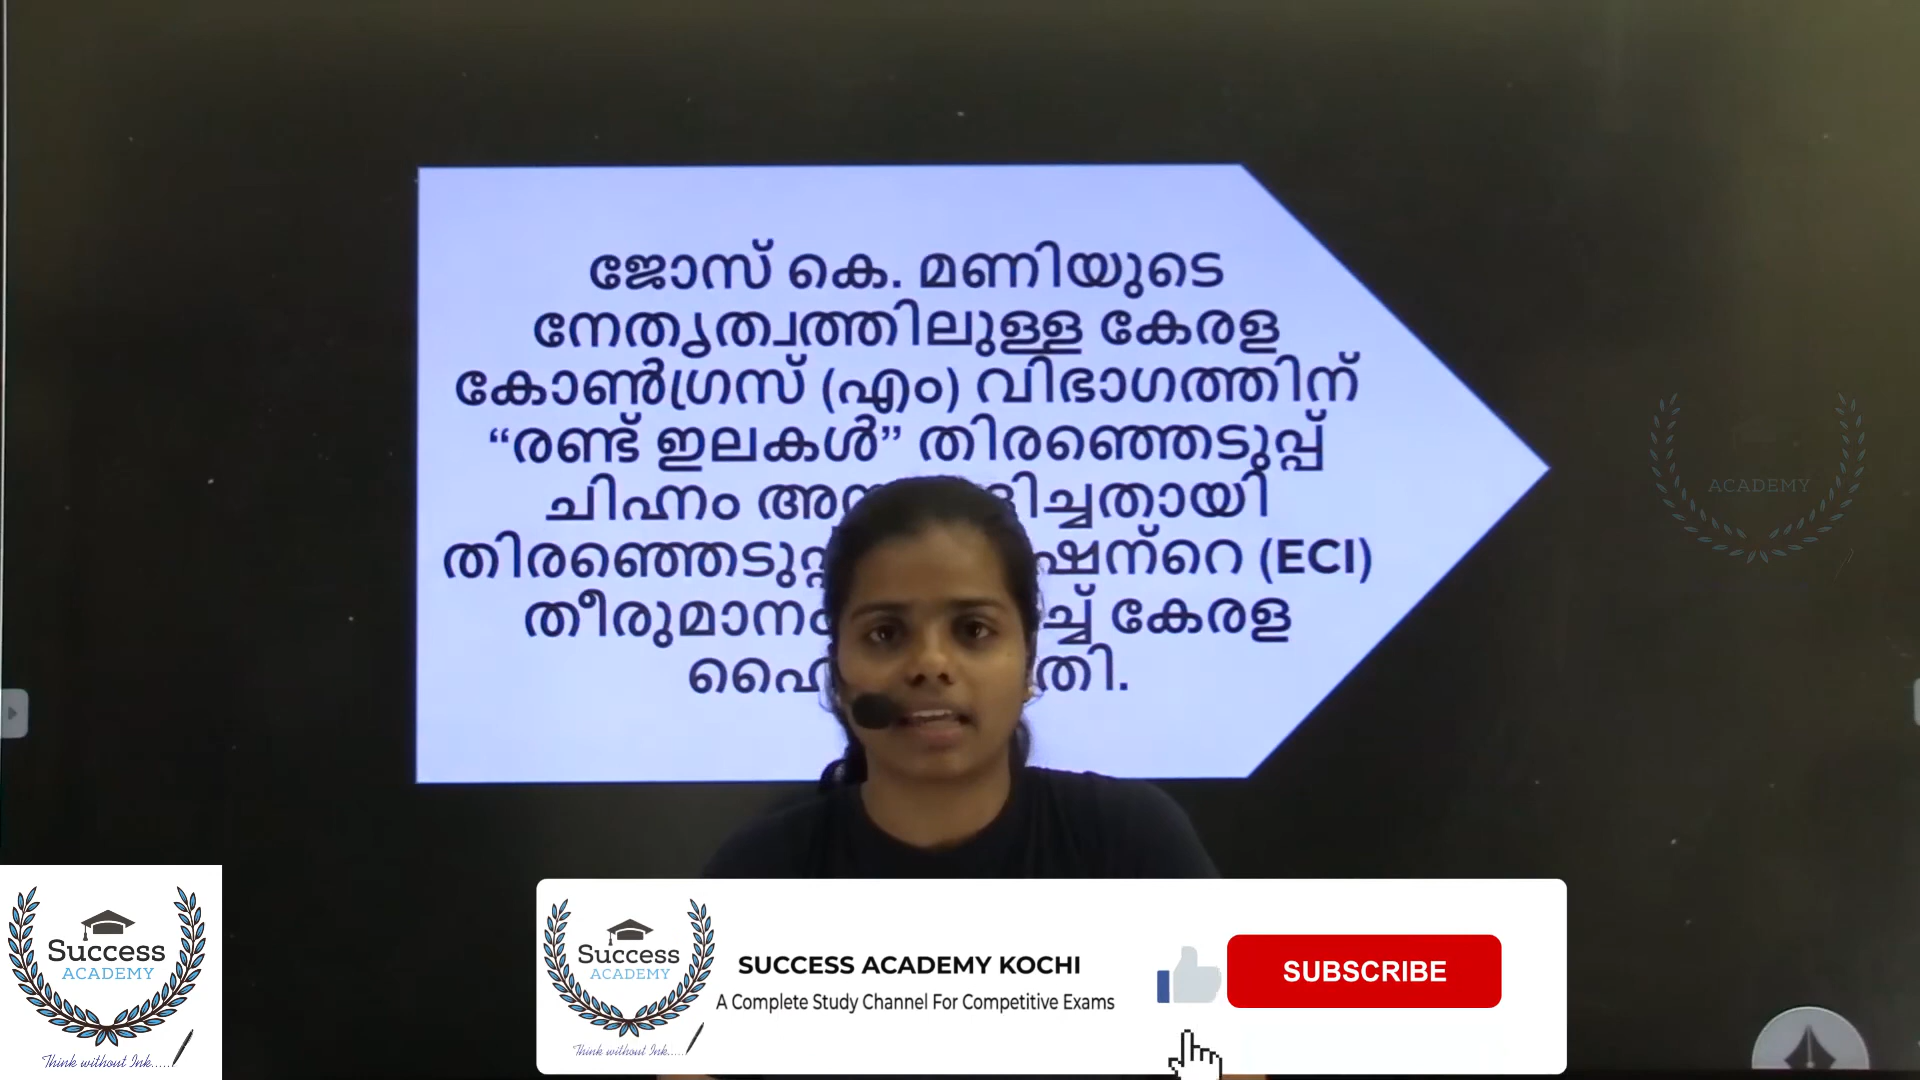 ജോസ് കെ. മണിയുടെ
നേതൃത്വത്തിലുള്ള കേരള
കോൺഗ്രസ് (എം) വിഭാഗത്തിന്
“രണ്ട് ഇലകൾ” തിരഞ്ഞെടുപ്പ്
ചിഹ്നം
തിരഞ്ഞെടുപ്പ് (ECI)
കേരള
ACADEMY
Success
ACADEMY
Think without Ink.....
Success
ACADEMY
Think without Ink.....
SUCCESS ACADEMY KOCHI
A Complete Study Channel For Competitive Exams
SUBSCRIBE